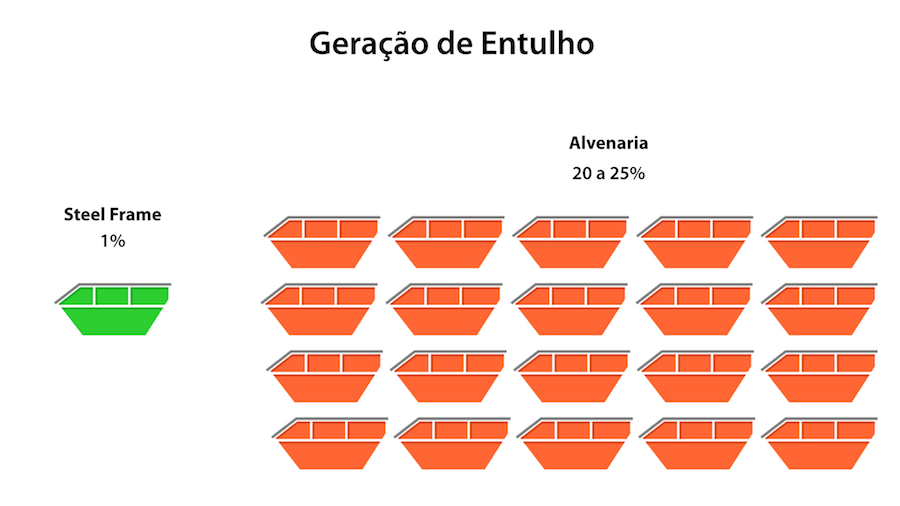 Geração de Entulho
Alvenaria
20 a 25%
Steel Frame
1%